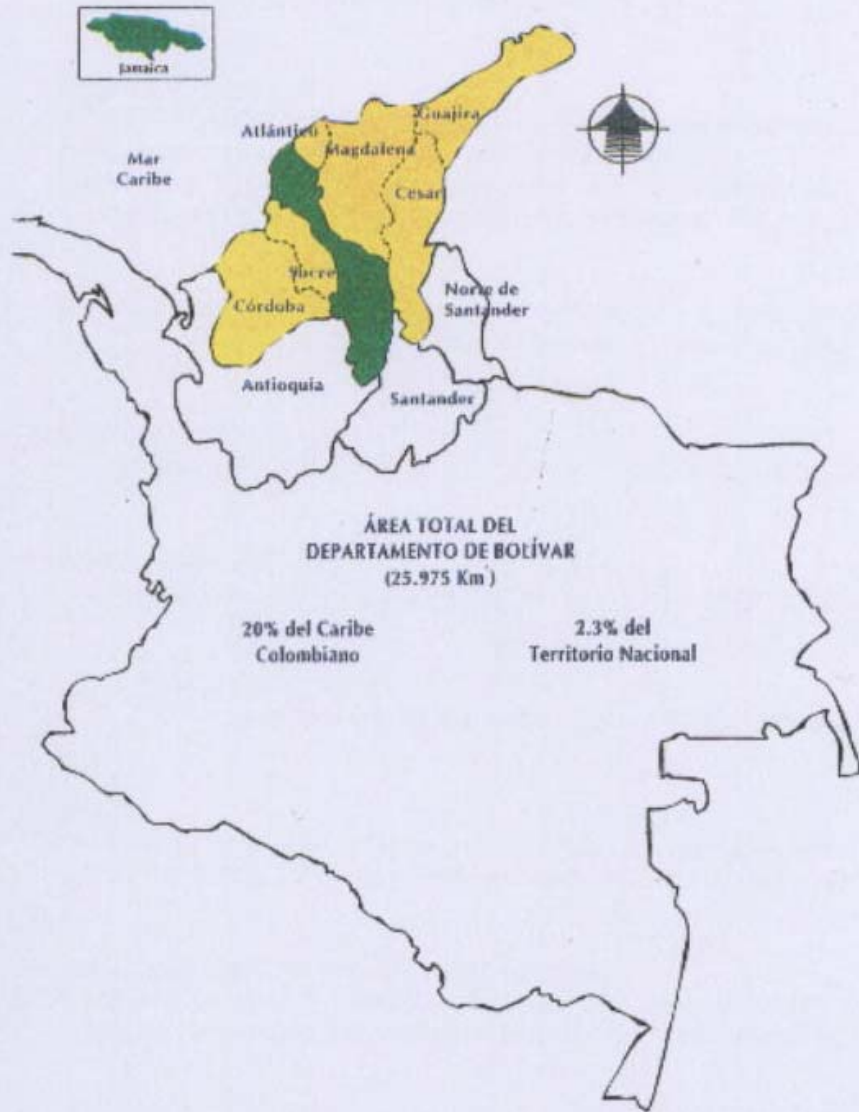 Jamaica
Guajira
Atlántico
Magdalena
Mar
Caribe
Cesar
Sucre
Norte de
Santander
Córdoba
Antioquia
Santander
ÁREA TOTAL DEL
DEPARTAMENTO DE BOLÍVAR
(25.975 Km )
20% del Caribe
Colombiano
2.3% del
Territorio Nacional